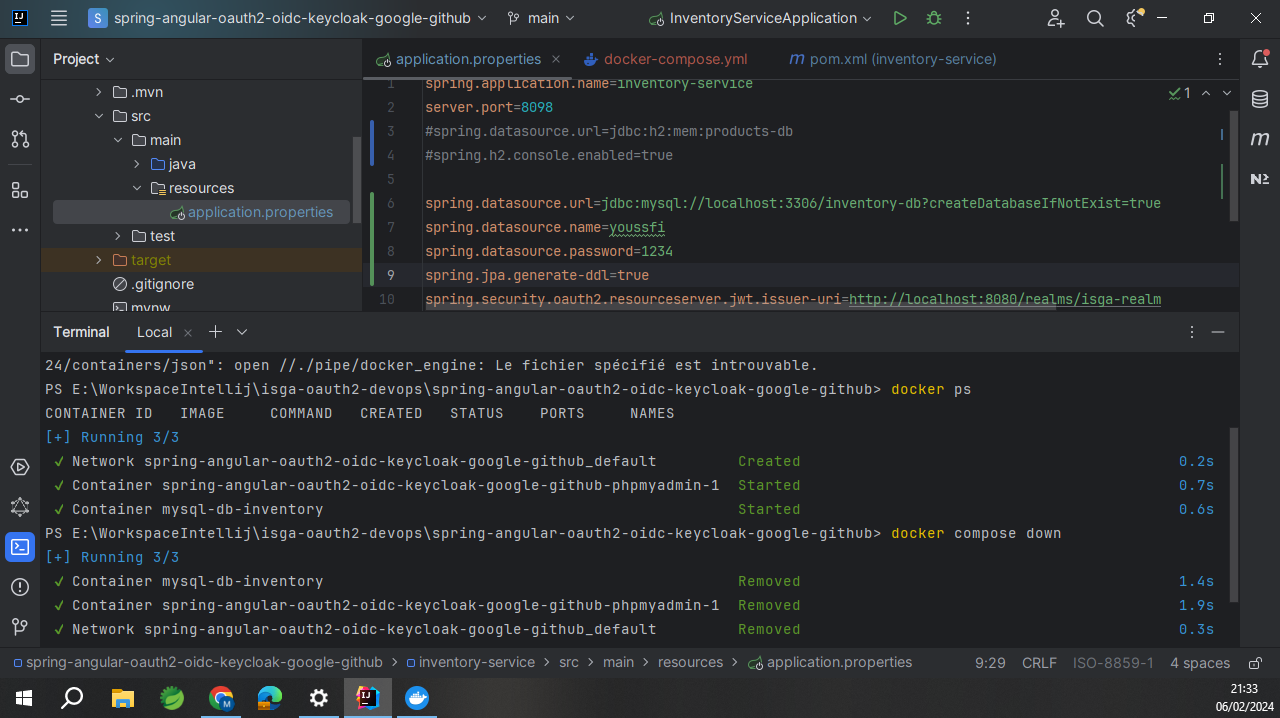 S spring-angular-oauth2-oidc-keycloak-google-github main InventoryServiceApplication
Project
application.properties docker-compose.yml pom.xml (inventory-service)
.mvn
src
main
java
resources
application.properties
test
target
.gitignore
mvnw
1 spring.application.name=inventory-service
2 server.port=8098
3 #spring.datasource.url=jdbc:h2:mem:products-db
4 #spring.h2.console.enabled=true
5
6 spring.datasource.url=jdbc:mysql://localhost:3306/inventory-db?createDatabaseIfNotExist=true
7 spring.datasource.name=youssfi
8 spring.datasource.password=1234
9 spring.jpa.generate-ddl=true
10 spring.security.oauth2.resourceserver.jwt.issuer-uri=http://localhost:8080/realms/isga-realm
1
Terminal Local
24/containers/json": open //./pipe/docker_engine: Le fichier spécifié est introuvable.
PS E:\WorkspaceIntellij\isga-oauth2-devops\spring-angular-oauth2-oidc-keycloak-google-github> docker ps
CONTAINER ID IMAGE COMMAND CREATED STATUS PORTS NAMES
[+] Running 3/3
✔ Network spring-angular-oauth2-oidc-keycloak-google-github_default Created 0.2s
✔ Container spring-angular-oauth2-oidc-keycloak-google-github-phpmyadmin-1 Started 0.7s
✔ Container mysql-db-inventory Started 0.6s
PS E:\WorkspaceIntellij\isga-oauth2-devops\spring-angular-oauth2-oidc-keycloak-google-github> docker compose down
[+] Running 3/3
✔ Container mysql-db-inventory Removed 1.4s
✔ Container spring-angular-oauth2-oidc-keycloak-google-github-phpmyadmin-1 Removed 1.9s
✔ Network spring-angular-oauth2-oidc-keycloak-google-github_default Removed 0.3s
spring-angular-oauth2-oidc-keycloak-google-github > inventory-service > src > main > resources > application.properties 9:29 CRLF ISO-8859-1 4 spaces
21:33
06/02/2024